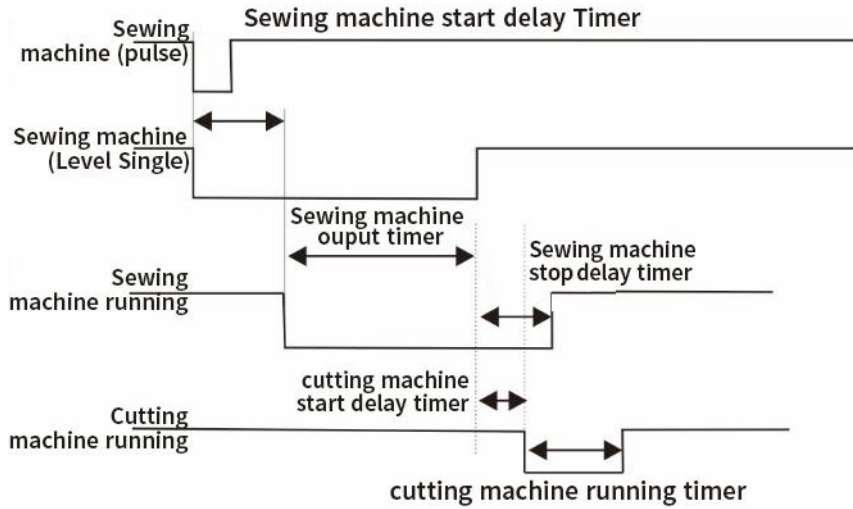 Sewing machine start delay Timer
Sewing
machine (pulse)
Sewing machine
(Level Single)
Sewing machine
ouput timer
Sewing machine
stop delay timer
Sewing
machine running
cutting machine
start delay timer
Cutting
machine running
cutting machine running timer